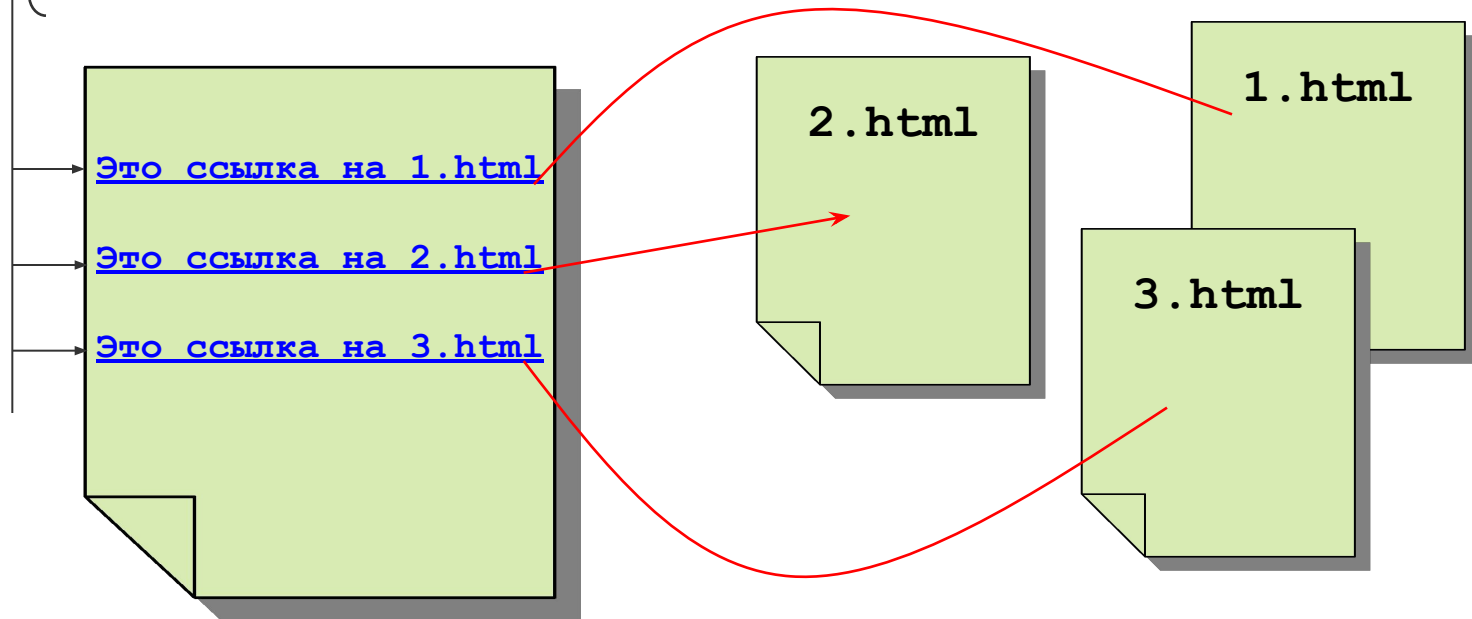 Это ссылка на 1.html
Это ссылка на 2.html
Это ссылка на 3.html
2.html
1.html
3.html